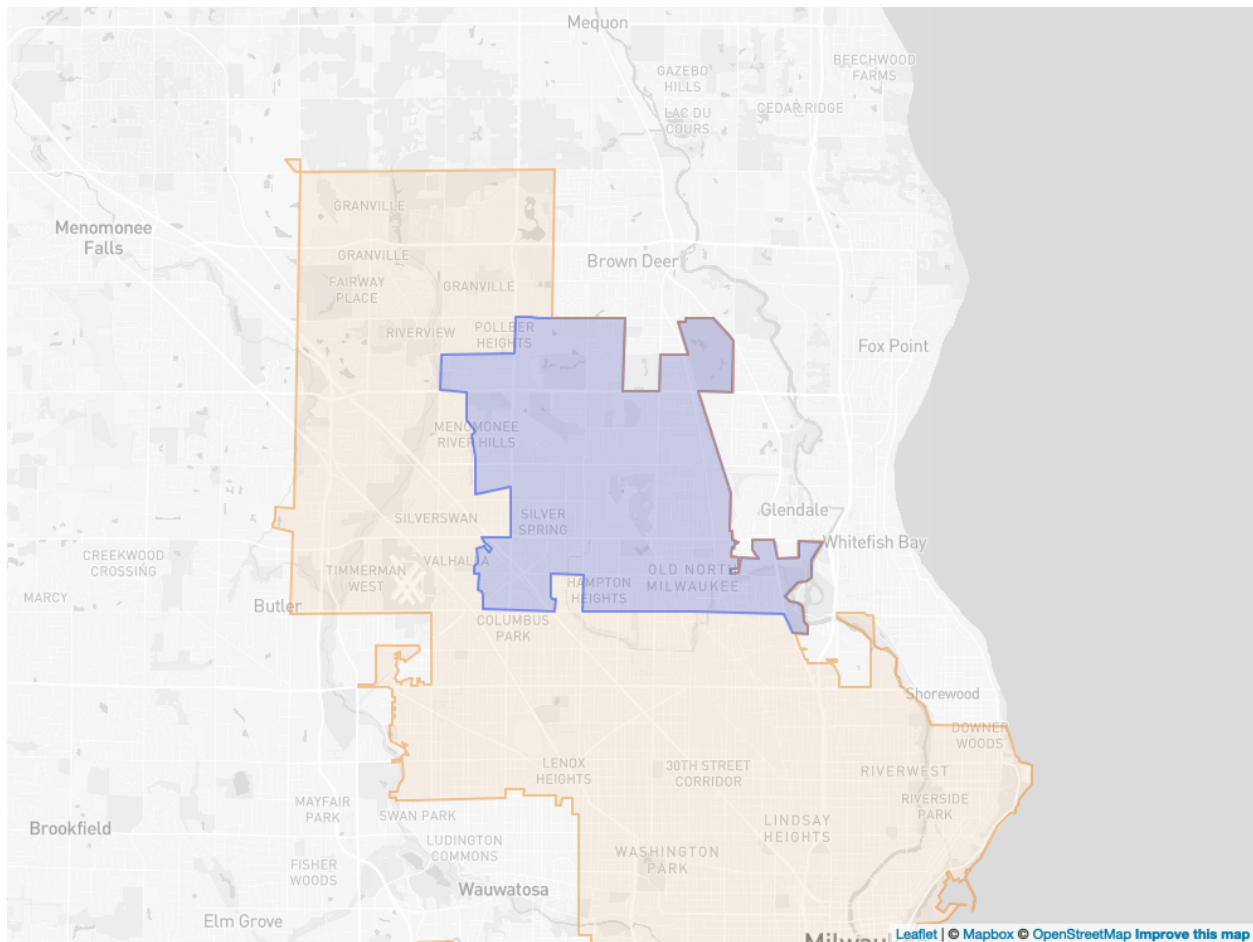 Mequon
BEECHWOOD
FARMS
GAZEBO
HILLS
CEDAR RIDGE
LAC DU
COURS
GRANVILLE
Menomonee
Falls
GRANVILLE
Brown Deer
FAIRWAY
PLACE
GRANVILLE
RIVERVIEW
POLLBER
HEIGHTS
Fox Point
MENOMONEE
RIVER HILLS
SILVERSWAN
SILVER
SPRING
Glendale
Whitefish Bay
CREEKWOOD
CROSSING
VALHALLA
TIMMERMAN
WEST
OLD NORTH
MILWAUKEE
HAMPTON
HEIGHTS
MARCY
Butler
COLUMBUS
PARK
Shorewood
DOWNER
WOODS
LENOX
HEIGHTS
30TH STREET
CORRIDOR
RIVERWEST
MAYFAIR
PARK
SWAN PARK
RIVERSIDE
PARK
Brookfield
LINDSAY
HEIGHTS
LUDINGTON
COMMONS
WASHINGTON
PARK
FISHER
WOODS
Wauwatosa
Elm Grove
Leaflet | © Mapbox © OpenStreetMap Improve this map